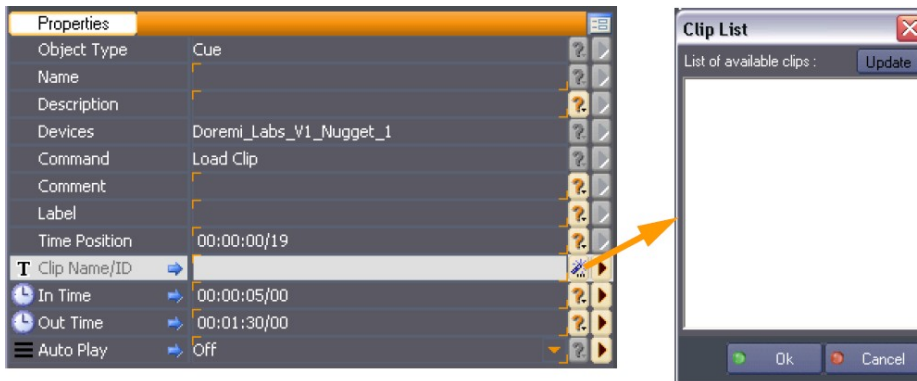 Properties
Object Type Cue
Name
Description
Devices Doremi_Labs_V1_Nugget_1
Command Load Clip
Comment
Label
Time Position 00:00:00/19
T Clip Name/ID
In Time 00:00:05/00
Out Time 00:01:30/00
Auto Play Off
Clip List
List of available clips : Update
Ok Cancel